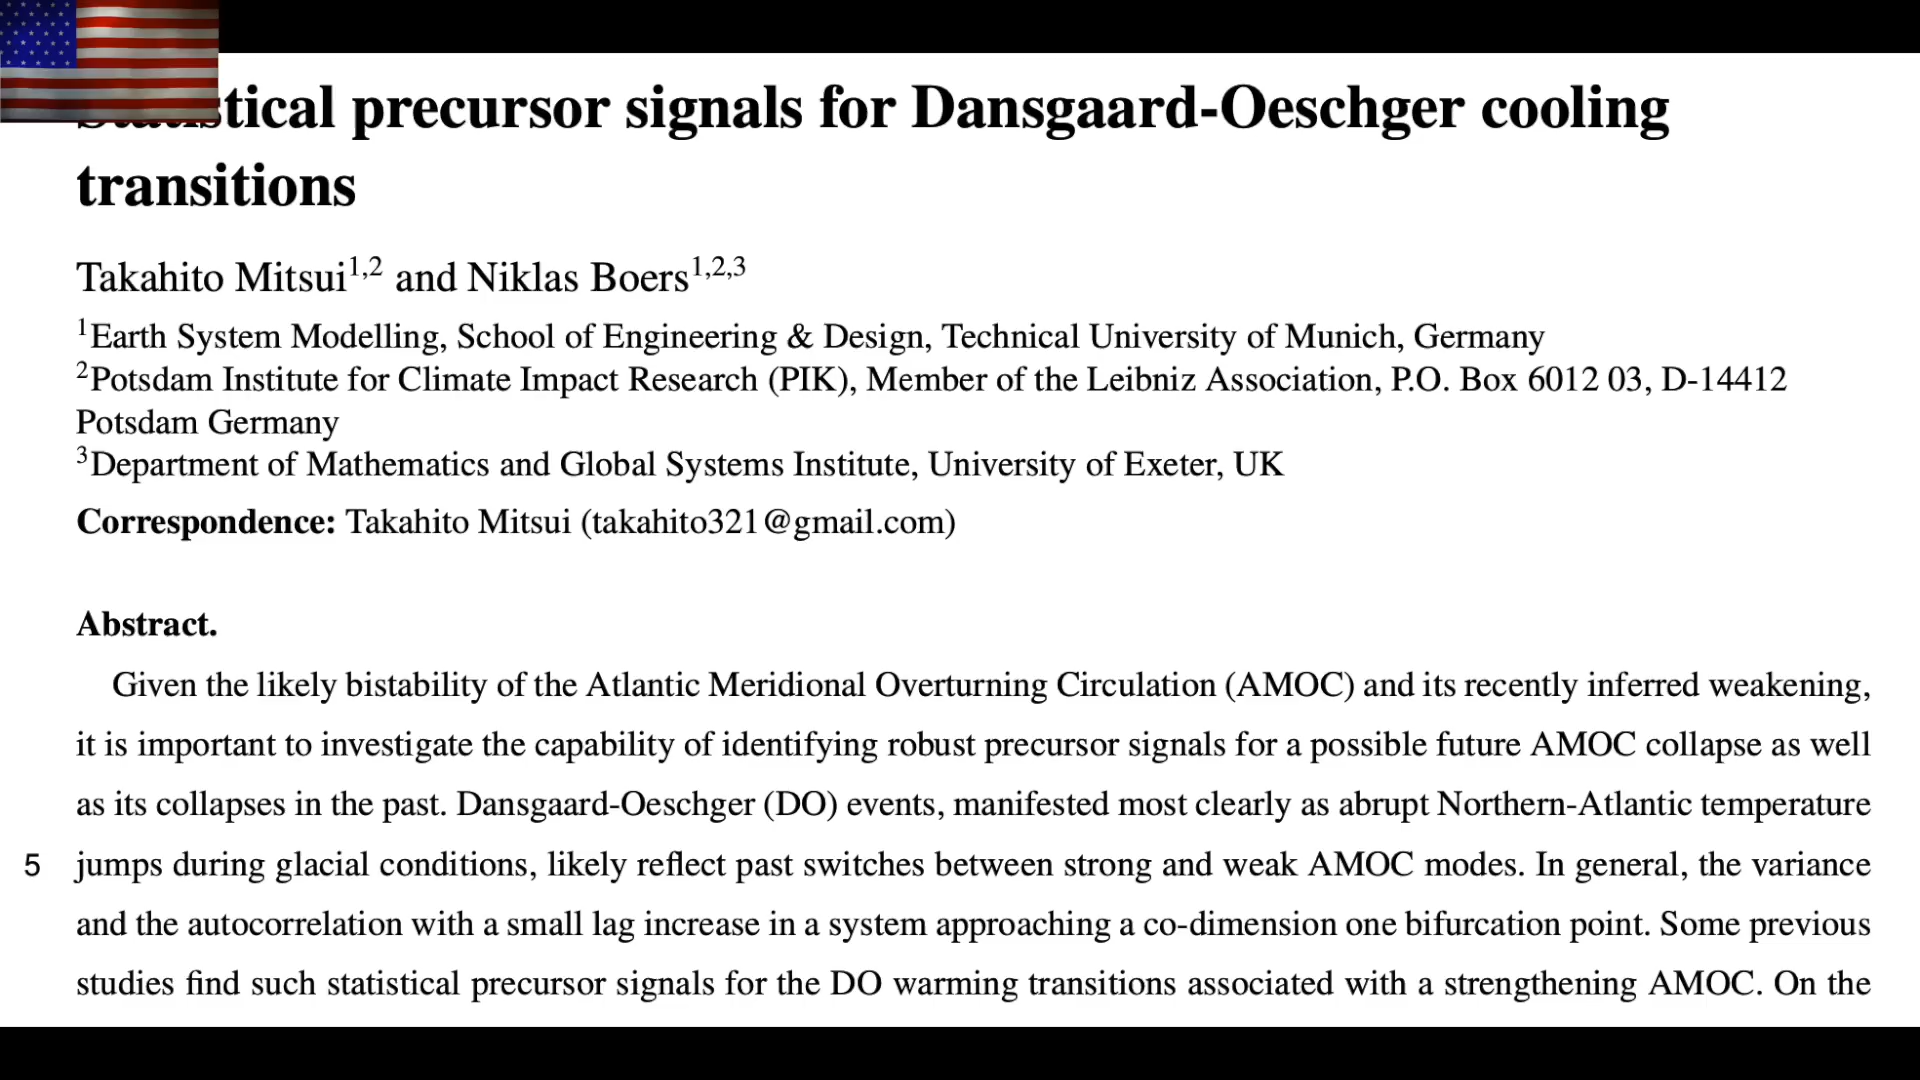 tistical precursor signals for Dansgaard-Oeschger cooling
transitions
Takahito Mitsui1,2 and Niklas Boers1,2,3
1Earth System Modelling, School of Engineering & Design, Technical University of Munich, Germany
2Potsdam Institute for Climate Impact Research (PIK), Member of the Leibniz Association, P.O. Box 6012 03, D-14412
Potsdam Germany
3Department of Mathematics and Global Systems Institute, University of Exeter, UK
Correspondence: Takahito Mitsui (takahito321@gmail.com)
Abstract.
Given the likely bistability of the Atlantic Meridional Overturning Circulation (AMOC) and its recently inferred weakening,
it is important to investigate the capability of identifying robust precursor signals for a possible future AMOC collapse as well
as its collapses in the past. Dansgaard-Oeschger (DO) events, manifested most clearly as abrupt Northern-Atlantic temperature
5 jumps during glacial conditions, likely reflect past switches between strong and weak AMOC modes. In general, the variance
and the autocorrelation with a small lag increase in a system approaching a co-dimension one bifurcation point. Some previous
studies find such statistical precursor signals for the DO warming transitions associated with a strengthening AMOC. On the